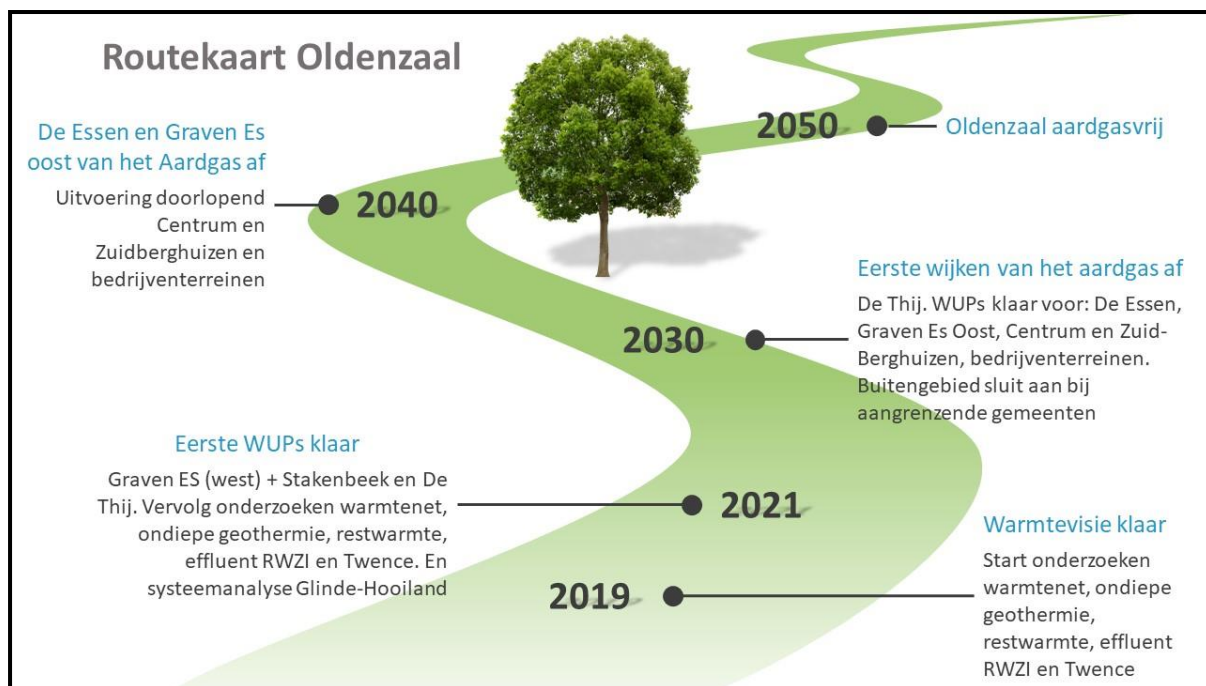 Routekaart Oldenzaal
2050
Oldenzaal aardgasvrij
De Essen en Graven Es
oost van het Aardgas af
Uitvoering doorlopend
Centrum en
Zuidberghuizen en
bedrijventerreinen
2040
Eerste wijken van het aardgas af
De Thij. WUPs klaar voor: De Essen,
Graven Es Oost, Centrum en Zuid-
Berghuizen, bedrijventerreinen.
Buitengebied sluit aan bij
aangrenzende gemeenten
2030
Eerste WUPs klaar
Graven ES (west) + Stakenbeek en De
Thij. Vervolg onderzoeken warmtenet,
ondiepe geothermie, restwarmte,
effluent RWZI en Twence. En
systeemanalyse Glinde-Hooiland
2021
Warmtevisie klaar
Start onderzoeken
warmtenet, ondiepe
geothermie,
restwarmte, effluent
RWZI en Twence
2019